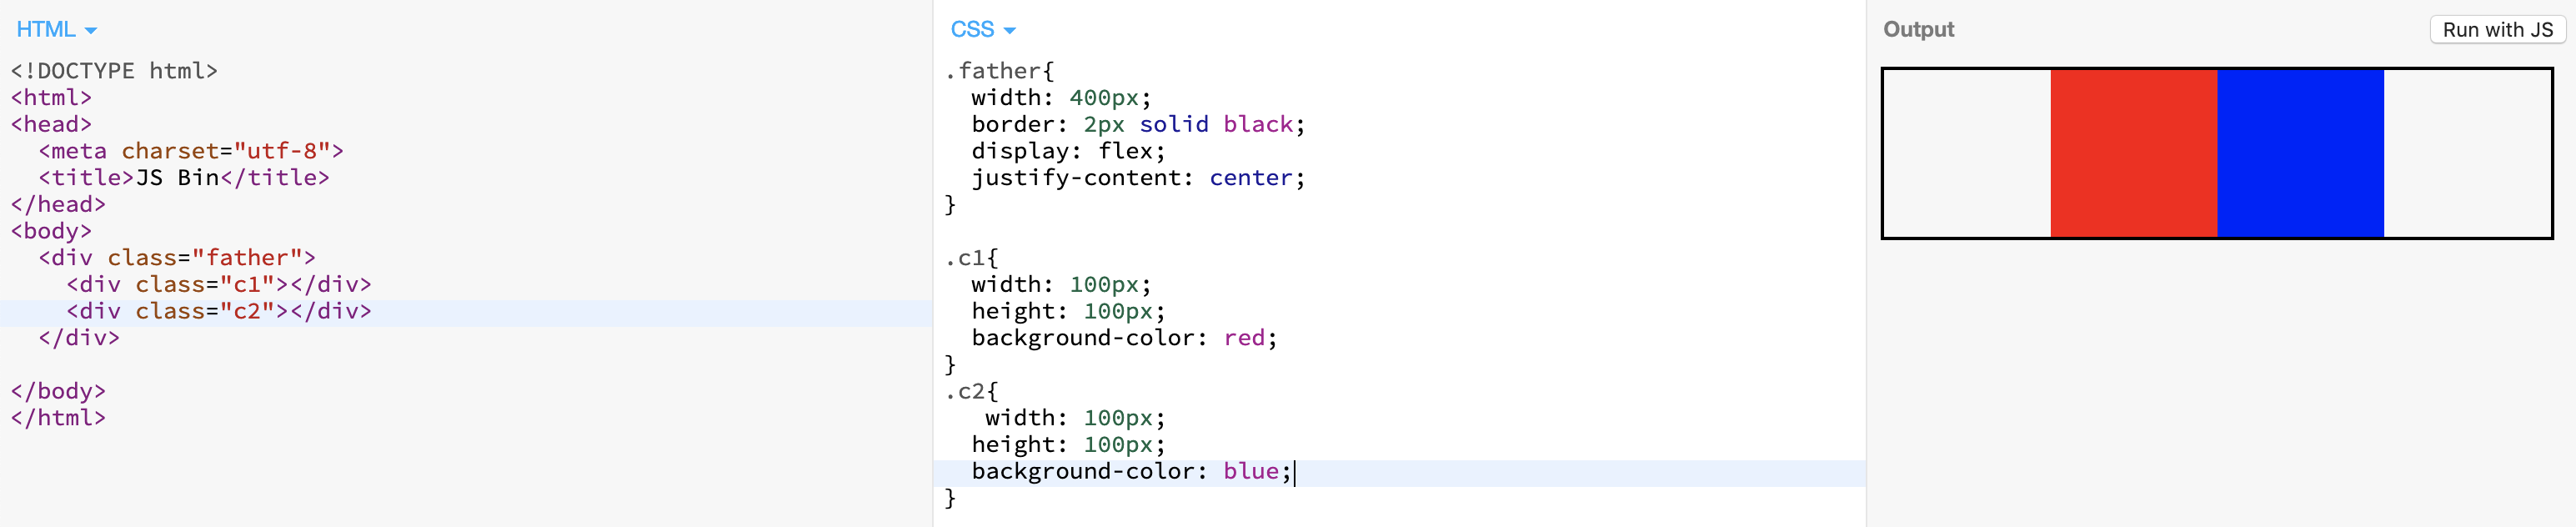 HTML
<!DOCTYPE html>
<html>
<head>
  <meta charset="utf-8">
  <title>JS Bin</title>
</head>
<body>
  <div class="father">
    <div class="c1"></div>
    <div class="c2"></div>
  </div>
</body>
</html>
CSS
.father{
  width: 400px;
  border: 2px solid black;
  display: flex;
  justify-content: center;
}
.c1{
  width: 100px;
  height: 100px;
  background-color: red;
}
.c2{
   width: 100px;
  height: 100px;
  background-color: blue;
}
Output
Run with JS